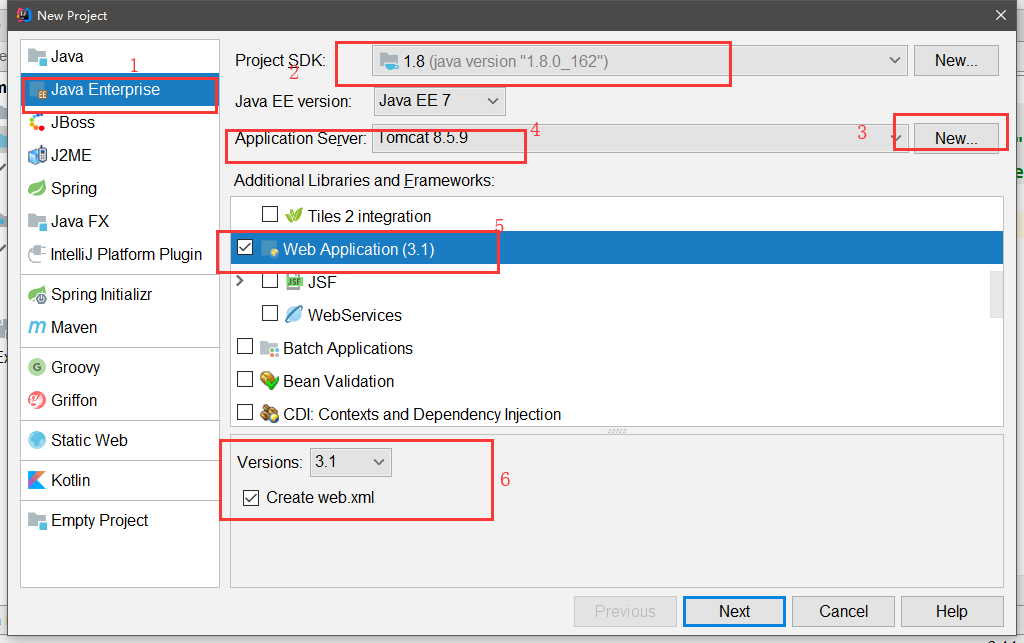 New Project
Java
1
Java Enterprise
JBoss
J2ME
Spring
Java FX
IntelliJ Platform Plugin
Spring Initializr
Maven
Groovy
Griffon
Static Web
Kotlin
Empty Project
Project SDK:
2
1.8 (java version "1.8.0_162")
New...
Java EE version:
Java EE 7
Application Server:
Tomcat 8.5.9
4
3
New...
Additional Libraries and Frameworks:
Tiles 2 integration
5
Web Application (3.1)
JSF
WebServices
Batch Applications
Bean Validation
CDI: Contexts and Dependency Injection
Versions:
3.1
6
Create web.xml
Previous
Next
Cancel
Help